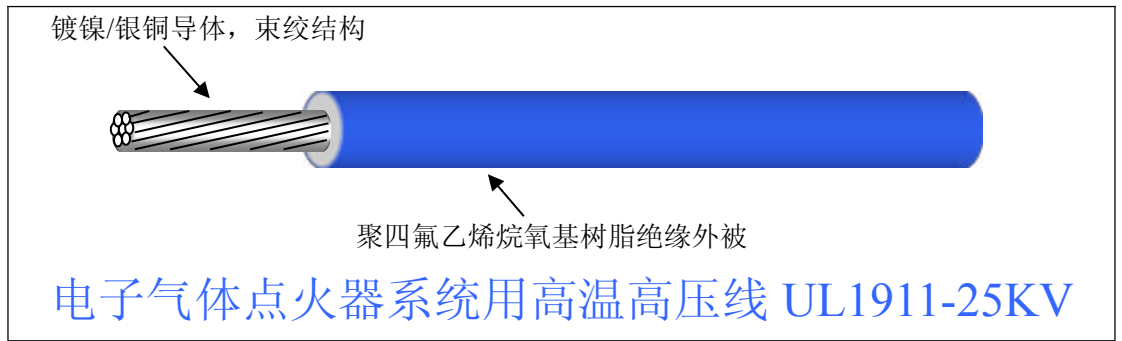 镀镍/银铜导体，束绞结构
聚四氟乙烯烷氧基树脂绝缘外被
电子气体点火器系统用高温高压线 UL1911-25KV